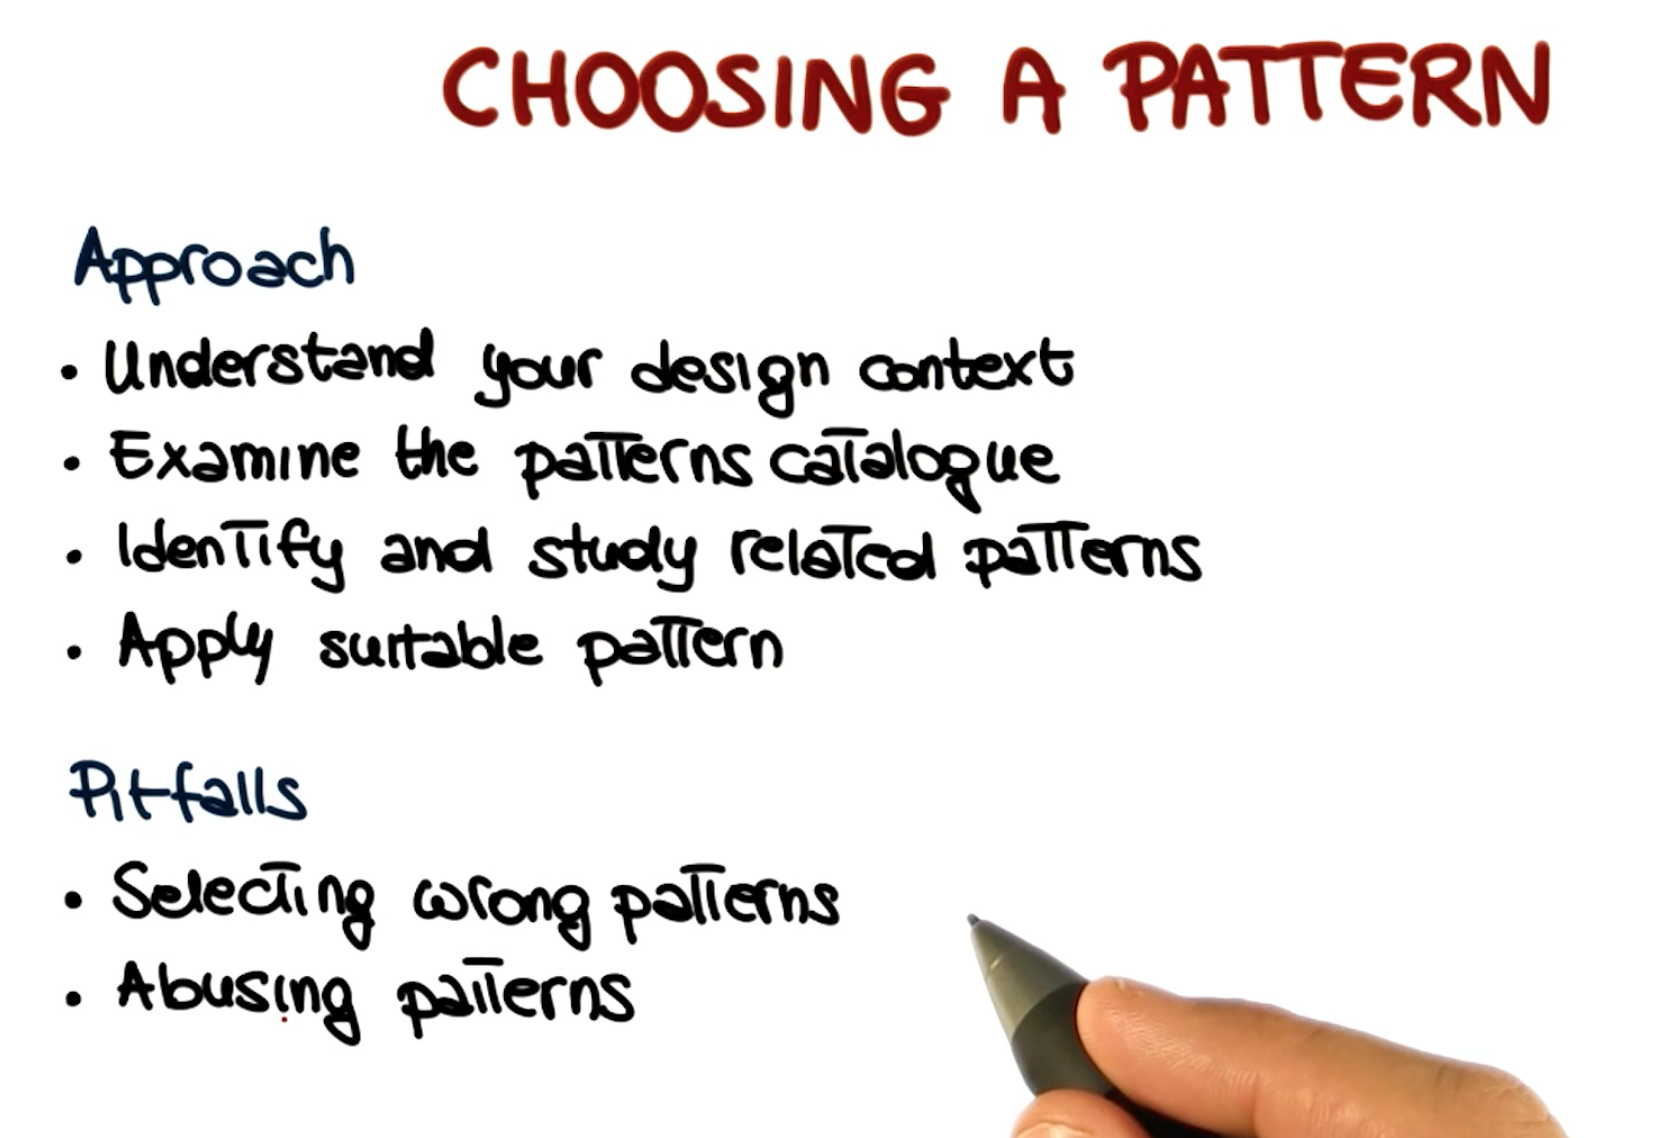 CHOOSING A PATTERN
Approach
• Understand your design context
• Examine the patterns catalogue
• Identify and study related patterns
• Apply suitable pattern
Pitfalls
• Selecting wrong patterns
• Abusing patterns